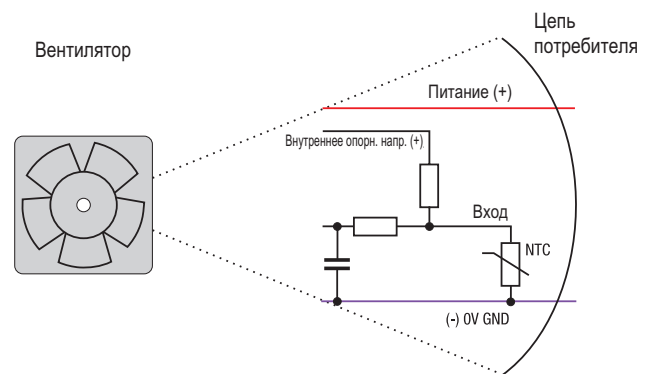 Цепь
потребителя
Вентилятор
Питание (+)
Внутреннее опорн. напр. (+)
Вход
NTC
(-) 0V GND